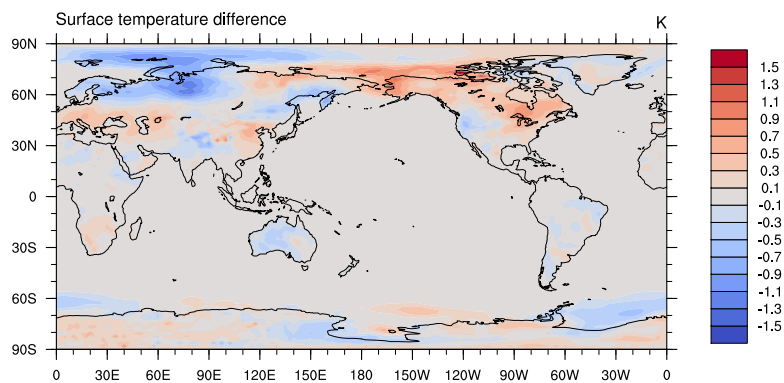 Surface temperature difference K
90N
60N
30N
0
30S
60S
90S
0 30E 60E 90E 120E 150E 180 150W 120W 90W 60W 30W 0
1.5
1.3
1.1
0.9
0.7
0.5
0.3
0.1
-0.1
-0.3
-0.5
-0.7
-0.9
-1.1
-1.3
-1.5